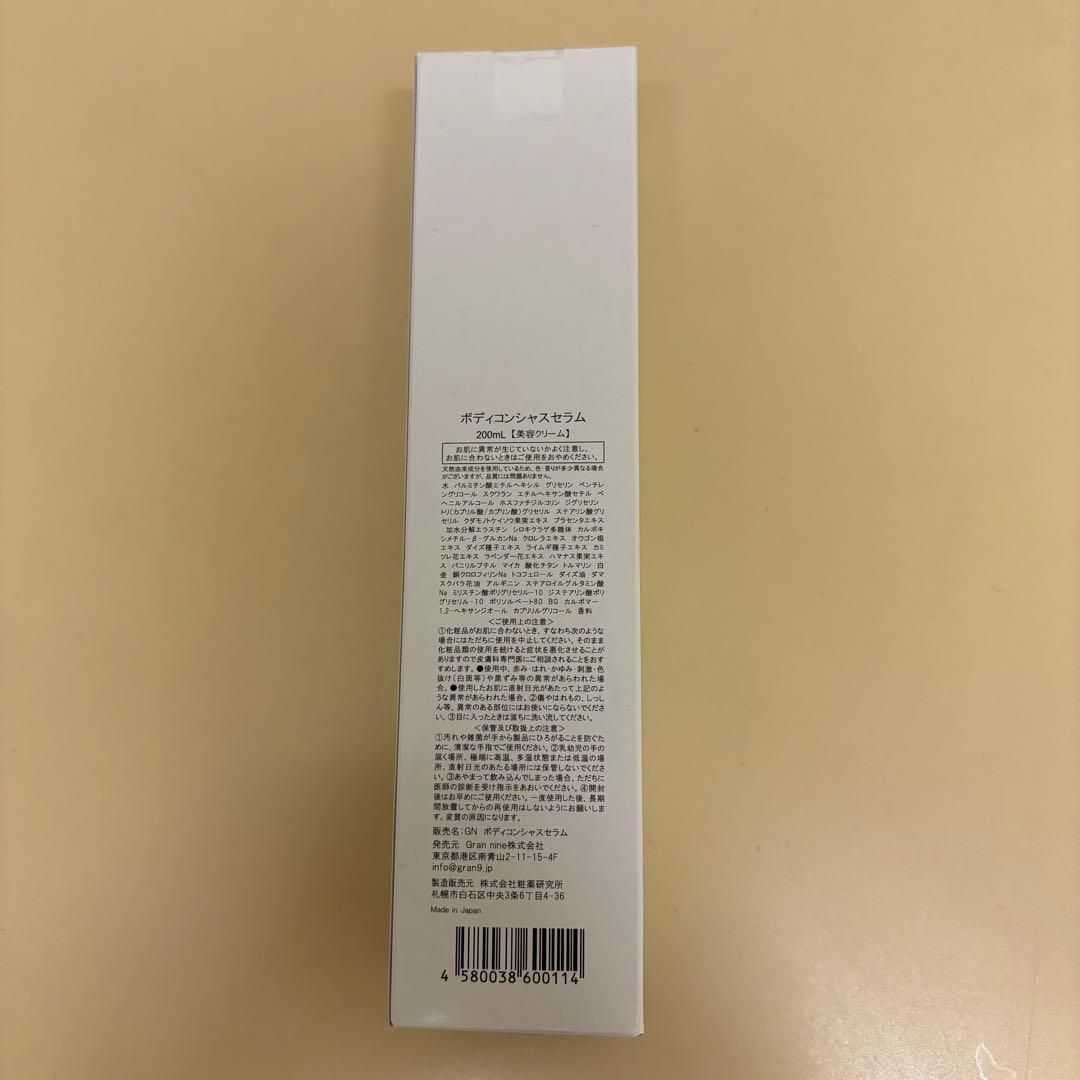 ボディコンシャスセラム
200mL【美容クリーム】
お肌に異常が生じていないかよく注意し、
お肌に合わないときはご使用をおやめください。
天然由来成分を使用しているため、色・香りが多少異なる場合
がございますが、品質には問題ありません。
水 パルミチン酸エチルヘキシル グリセリン ペンチレ
ングリコール スクワラン エチルヘキサン酸セチル ベ
ヘニルアルコール ホスファチジルコリン ジグリセリン
トリ(カプリル酸/カプリン酸)グリセリル ステアリン酸グリ
セリル クダモノトケイソウ果実エキス プラセンタエキス
加水分解エラスチン シロキクラゲ多糖体 カルボキ
シメチル-β-グルカンNa クロレラエキス オウゴン根
エキス ダイズ種子エキス ライムギ種子エキス カミ
ツレ花エキス ラベンダー花エキス ハマナス果実エキ
ス バニリルブチル マイカ 酸化チタン トルマリン 白
金 銅クロロフィリンNa トコフェロール ダイズ油 ダマ
スクバラ花油 アルギニン ステアロイルグルタミン酸
Na ミリスチン酸ポリグリセリル-10 ジステアリン酸ポリ
グリセリル-10 ポリソルベート80 BG カルボマー
1,2-ヘキサンジオール カプリリルグリコール 香料
<ご使用上の注意>
①化粧品がお肌に合わないとき、すなわち次のような
場合にはただちに使用を中止してください。そのまま
化粧品類の使用を続けると症状を悪化させることが
ありますので皮膚科専門医にご相談されることをおす
すめします。●使用中、赤み・はれ・かゆみ・刺激・色
抜け(白斑等)や黒ずみ等の異常があらわれた場
合。●使用したお肌に直射日光があたって上記のよ
うな異常があらわれた場合。②傷やはれもの、しっし
ん等、異常のある部位にはお使いにならないでくださ
い。③目に入ったときは直ちに洗い流してください。
<保管及び取扱上の注意>
①汚れや雑菌が手から製品にひろがることを防ぐた
めに、清潔な手指でご使用ください。②乳幼児の手の
届く場所、極端に高温、多湿状態または低温の場
所、直射日光のあたる場所には保管しないでくださ
い。③あやまって飲み込んでしまった場合、ただちに
医師の診断を受け指示をあおいでください。④開封
後はお早めにご使用ください。一度使用した後、長期
間放置してからの再使用はしないようにお願いしま
す。変質の原因になります。
販売名:GN ボディコンシャスセラム
発売元 Gran nine株式会社
東京都港区南青山2-11-15-4F
info@gran9.jp
製造販売元 株式会社粧薬研究所
札幌市白石区中央3条6丁目4-36
Made in Japan
4 580038 600114